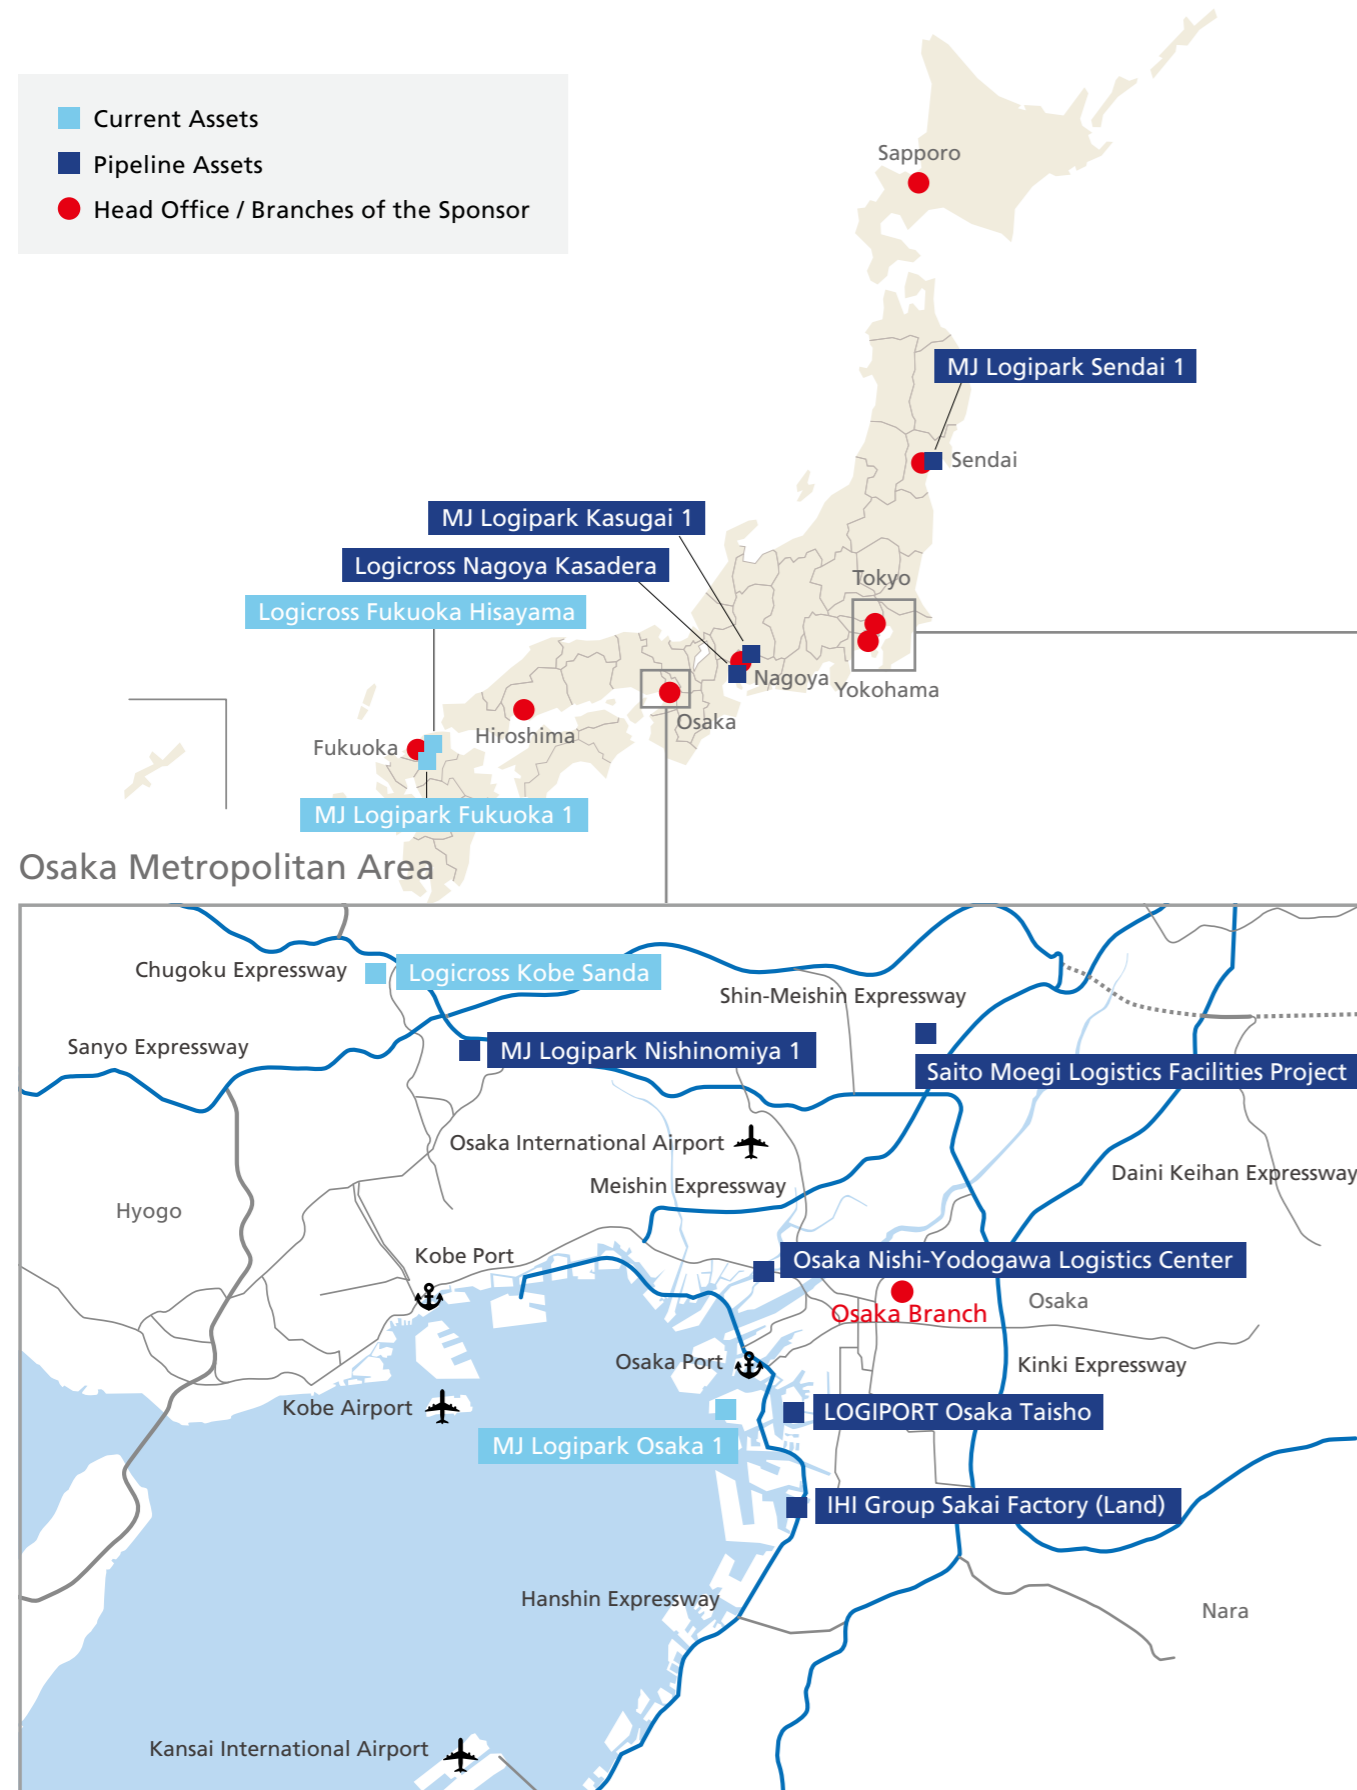 Current Assets
Pipeline Assets
Head Office / Branches of the Sponsor
Sapporo
MJ Logipark Sendai 1
Sendai
MJ Logipark Kasugai 1
Logicross Nagoya Kasadera
Tokyo
Logicross Fukuoka Hisayama
Nagoya
Yokohama
Osaka
Hiroshima
Fukuoka
MJ Logipark Fukuoka 1
Osaka Metropolitan Area
Chugoku Expressway
Logicross Kobe Sanda
Shin-Meishin Expressway
Sanyo Expressway
MJ Logipark Nishinomiya 1
Saito Moegi Logistics Facilities Project
Osaka International Airport
Daini Keihan Expressway
Meishin Expressway
Hyogo
Kobe Port
Osaka Nishi-Yodogawa Logistics Center
Osaka
Osaka Branch
Osaka Port
Kinki Expressway
Kobe Airport
LOGIPORT Osaka Taisho
MJ Logipark Osaka 1
IHI Group Sakai Factory (Land)
Hanshin Expressway
Nara
Kansai International Airport